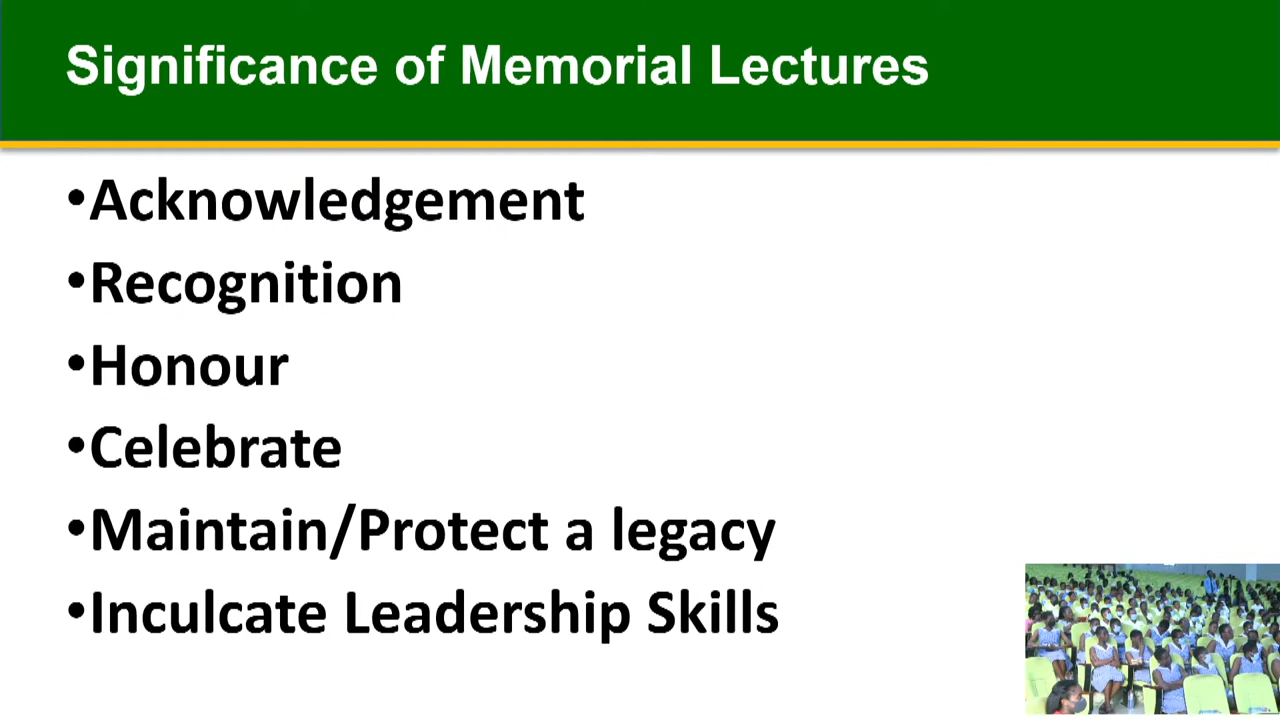 Significance of Memorial Lectures
•Acknowledgement
•Recognition
•Honour
•Celebrate
•Maintain/Protect a legacy
•Inculcate Leadership Skills